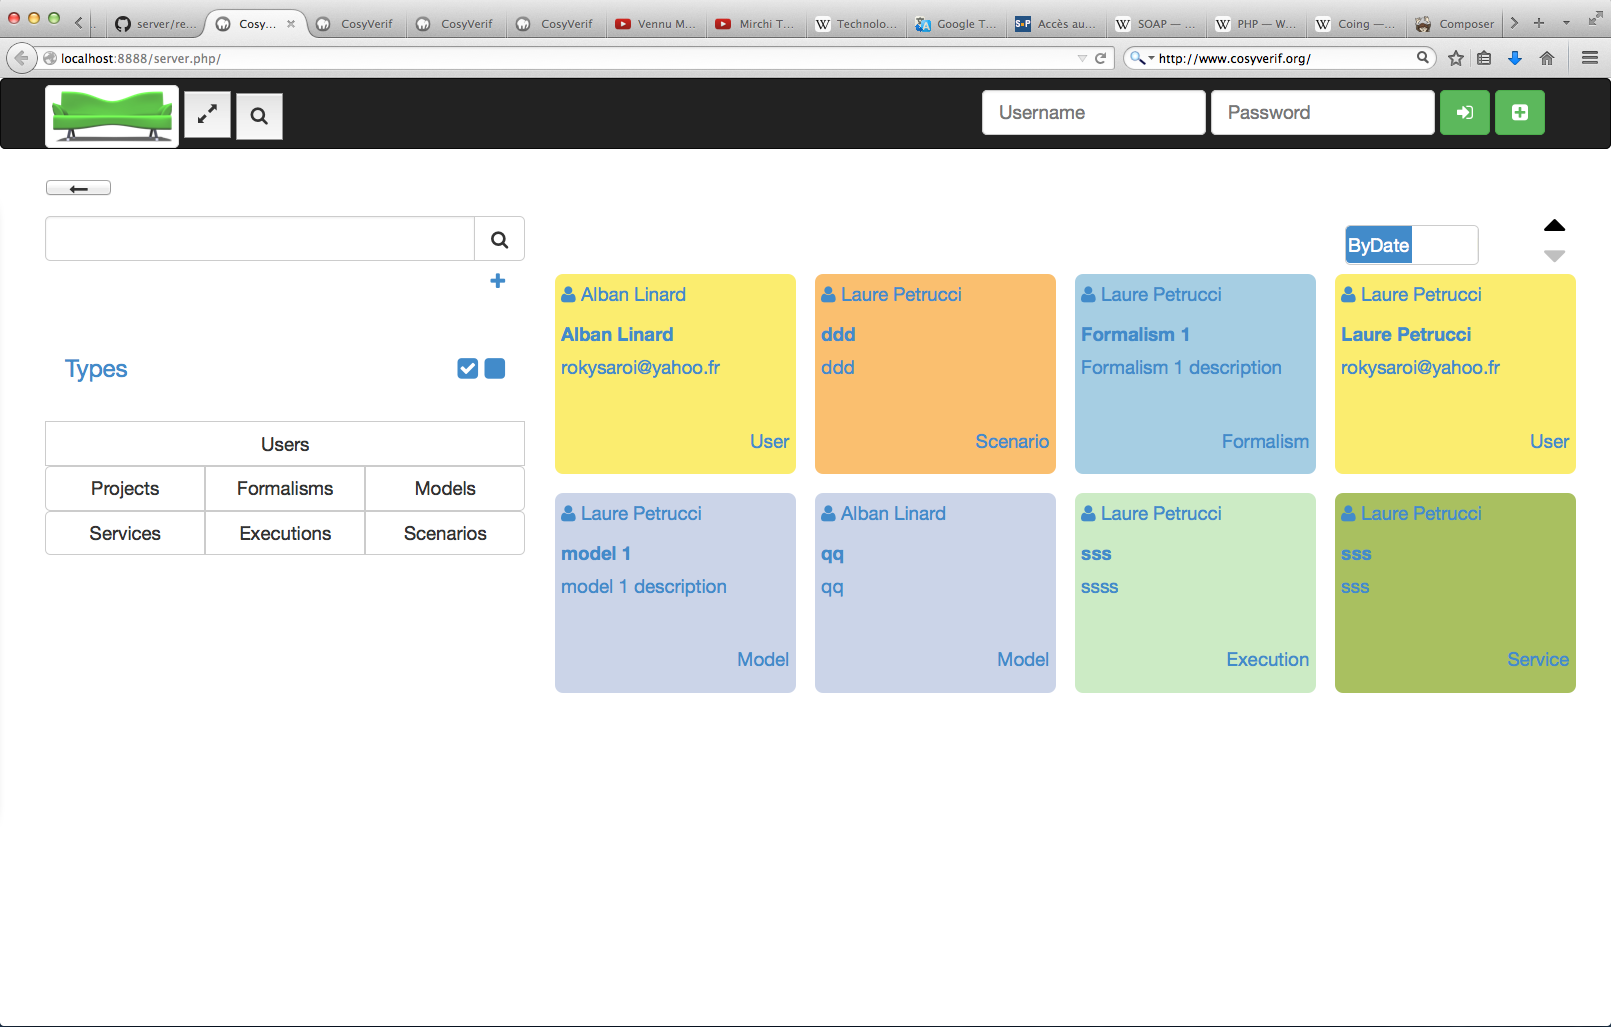 server/re...
Cosy...
CosyVerif
CosyVerif
CosyVerif
Vennu M...
Mirchi T...
W Technolo...
Google T...
S*P Accès au...
W SOAP — ...
W PHP — W...
W Coing —...
Composer
localhost:8888/server.php/
http://www.cosyverif.org/
Username
Password
ByDate
Types
Users
Projects Formalisms Models
Services Executions Scenarios
Alban Linard
Alban Linard
rokysaroi@yahoo.fr
User
Laure Petrucci
ddd
ddd
Scenario
Laure Petrucci
Formalism 1
Formalism 1 description
Formalism
Laure Petrucci
Laure Petrucci
rokysaroi@yahoo.fr
User
Laure Petrucci
model 1
model 1 description
Model
Alban Linard
qq
qq
Model
Laure Petrucci
sss
ssss
Execution
Laure Petrucci
sss
sss
Service